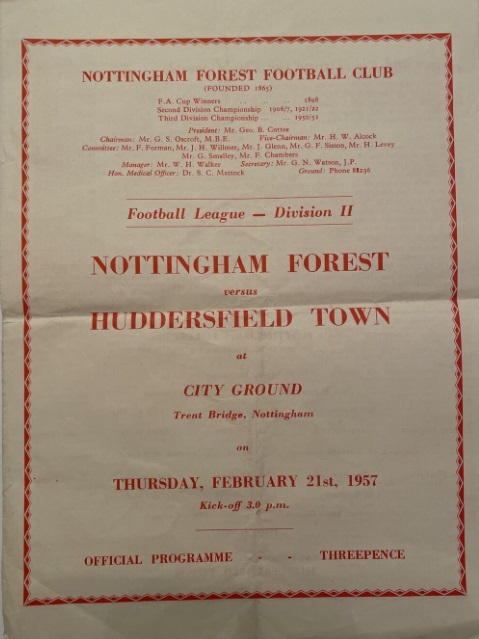 NOTTINGHAM FOREST FOOTBALL CLUB
(FOUNDED 1865)
F.A. Cup Winners .. .. .. .. 1898
Second Division Championship 1906/7, 1921/22
Third Division Championship .. .. 1950/51
President: Mr. Geo. B. Cottee
Chairman: Mr. G. S. Oscroft, M.B.E. Vice-Chairman: Mr. H. W. Alcock
Committee: Mr. F. Forman, Mr. J. H. Willmer, Mr. J. Glenn, Mr. G. F. Sisson, Mr. H. Levey
Mr. G. Smalley, Mr. F. Chambers
Manager: Mr. W. H. Walker Secretary: Mr. G. N. Watson, J.P.
Hon. Medical Officer: Dr. S. C. Mattock Ground: Phone 88236
Football League — Division II
NOTTINGHAM FOREST
versus
HUDDERSFIELD TOWN
at
CITY GROUND
Trent Bridge, Nottingham
on
THURSDAY, FEBRUARY 21st, 1957
Kick-off 3.0 p.m.
OFFICIAL PROGRAMME - - THREEPENCE